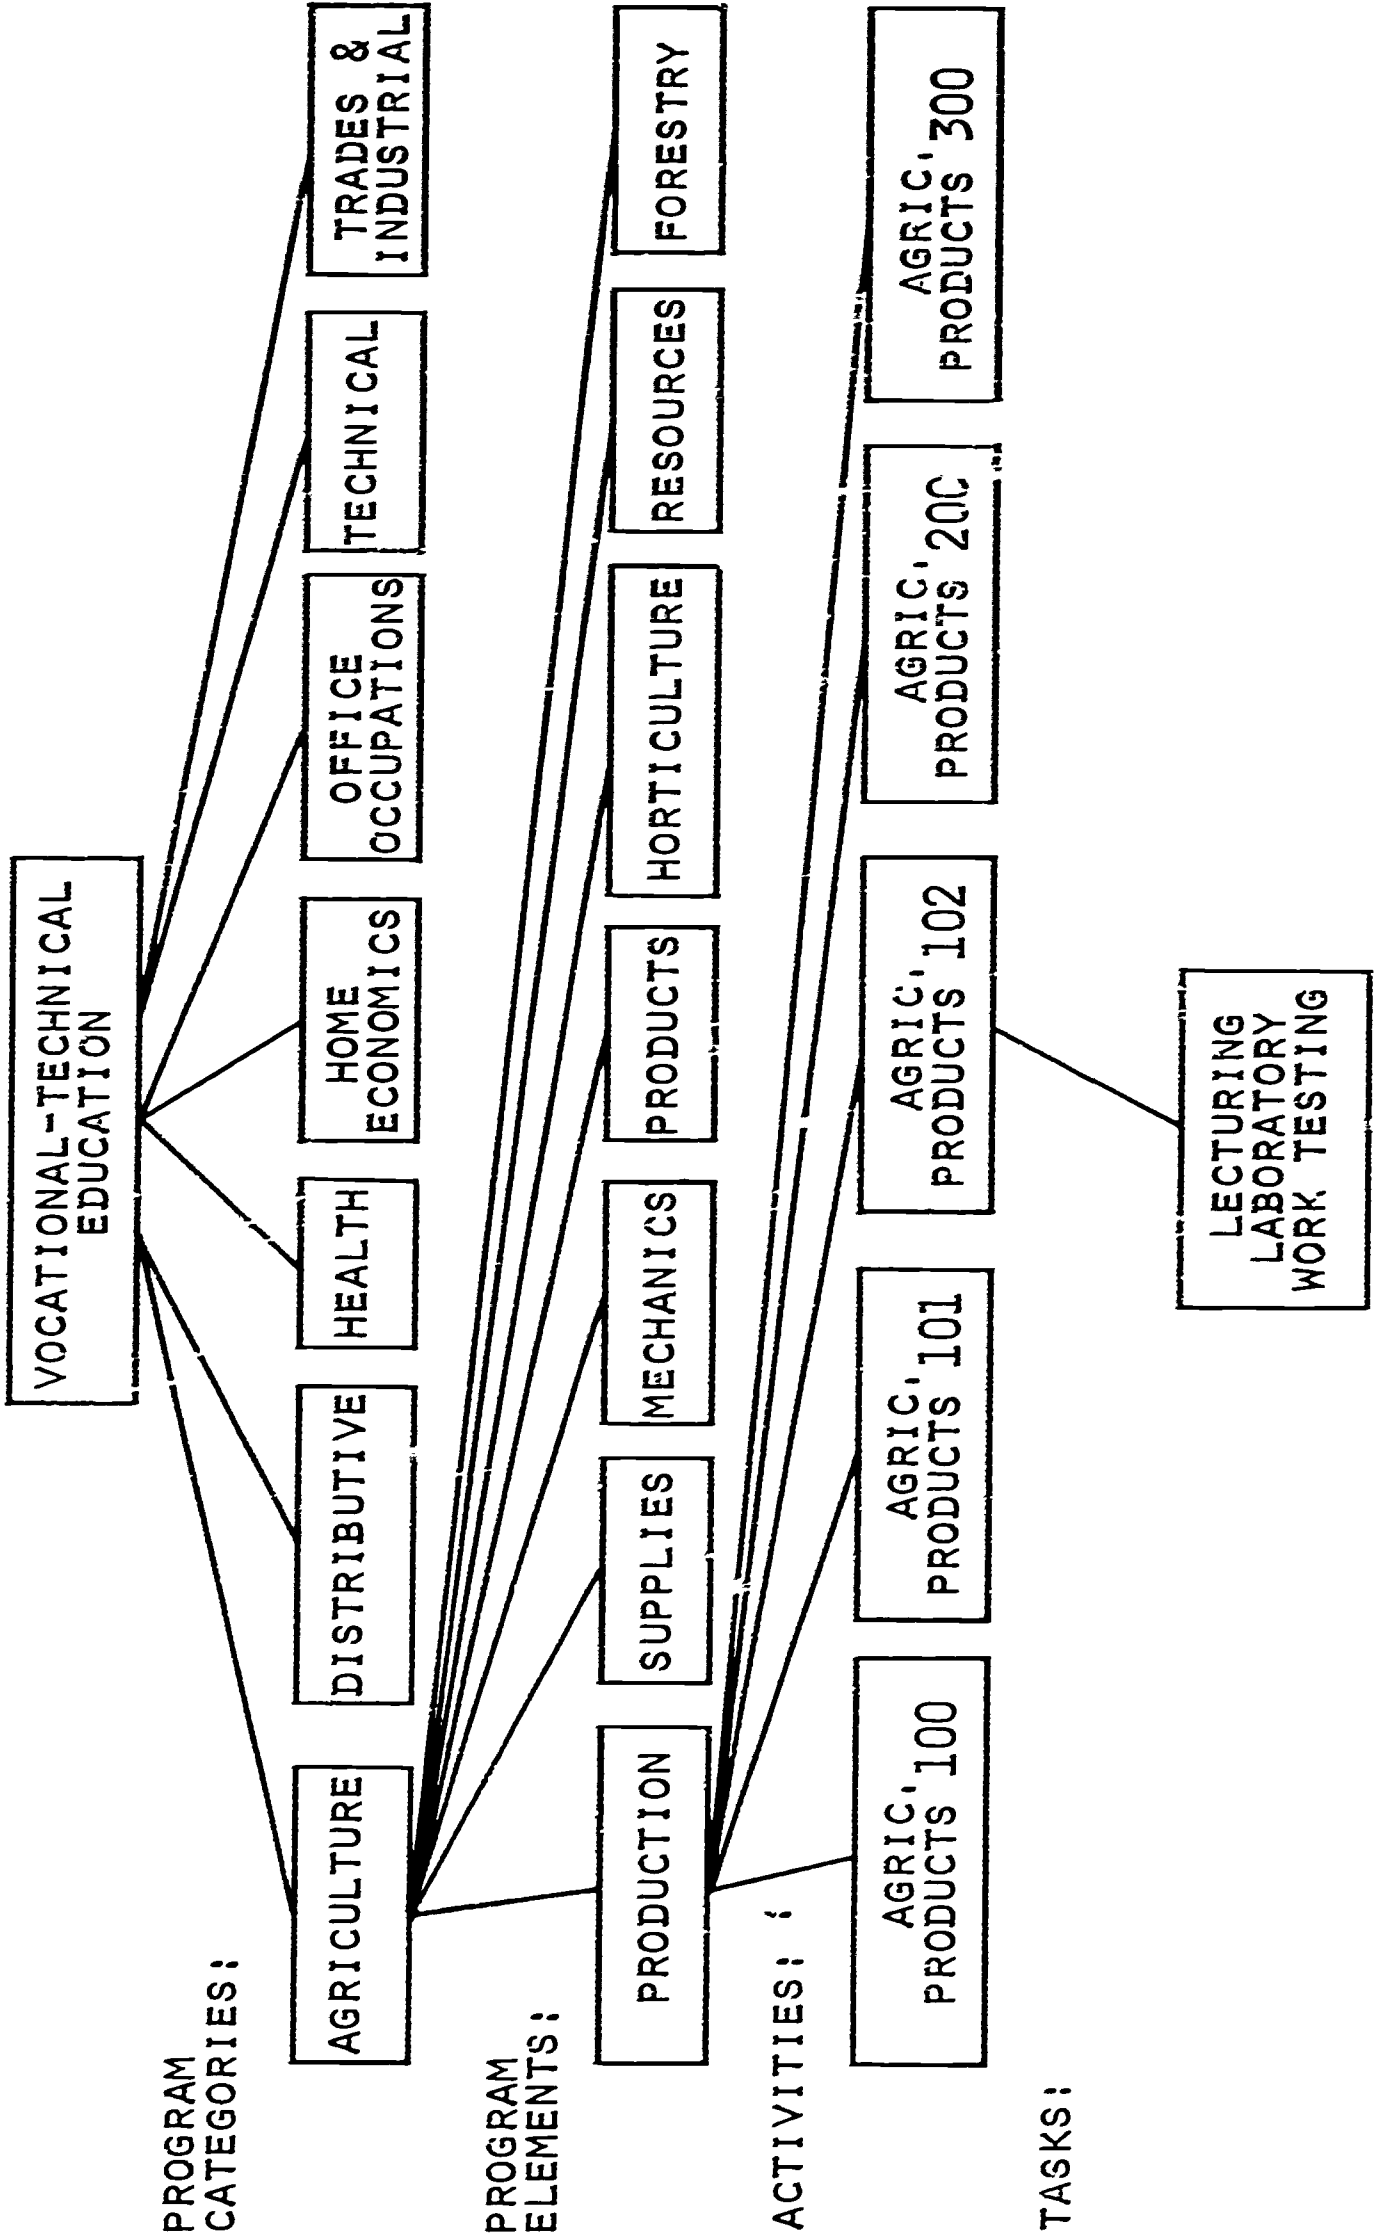 VOCATIONAL-TECHNICAL
EDUCATION
PROGRAM
CATEGORIES:
AGRICULTURE
DISTRIBUTIVE
HEALTH
HOME
ECONOMICS
OFFICE
OCCUPATIONS
TECHNICAL
TRADES &
INDUSTRIAL
PROGRAM
ELEMENTS:
PRODUCTION
SUPPLIES
MECHANICS
PRODUCTS
HORTICULTURE
RESOURCES
FORESTRY
ACTIVITIES:
AGRIC.
PRODUCTS 100
AGRIC.
PRODUCTS 101
AGRIC.
PRODUCTS 102
AGRIC.
PRODUCTS 200
AGRIC.
PRODUCTS 300
TASKS:
LECTURING
LABORATORY
WORK TESTING